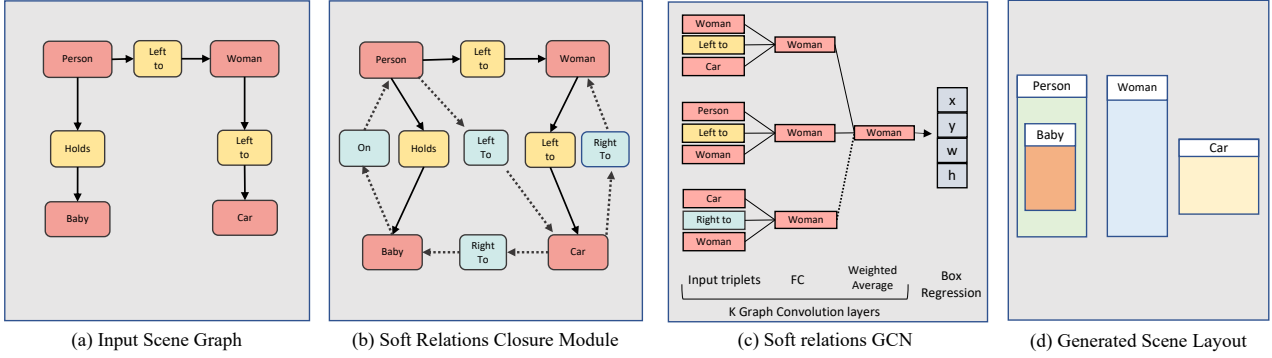 Person
Left
to
Woman
Holds
Left
to
Baby
Car
(a) Input Scene Graph
Person
Left
to
Woman
On
Holds
Left
To
Left
to
Right
To
Baby
Right
To
Car
(b) Soft Relations Closure Module
Woman
Left to
Car
Woman
Person
Left to
Woman
Woman
Woman
Car
Right to
Woman
Woman
x
y
w
h
Input triplets
FC
Weighted
Average
Box
Regression
K Graph Convolution layers
(c) Soft relations GCN
Person
Woman
Baby
Car
(d) Generated Scene Layout